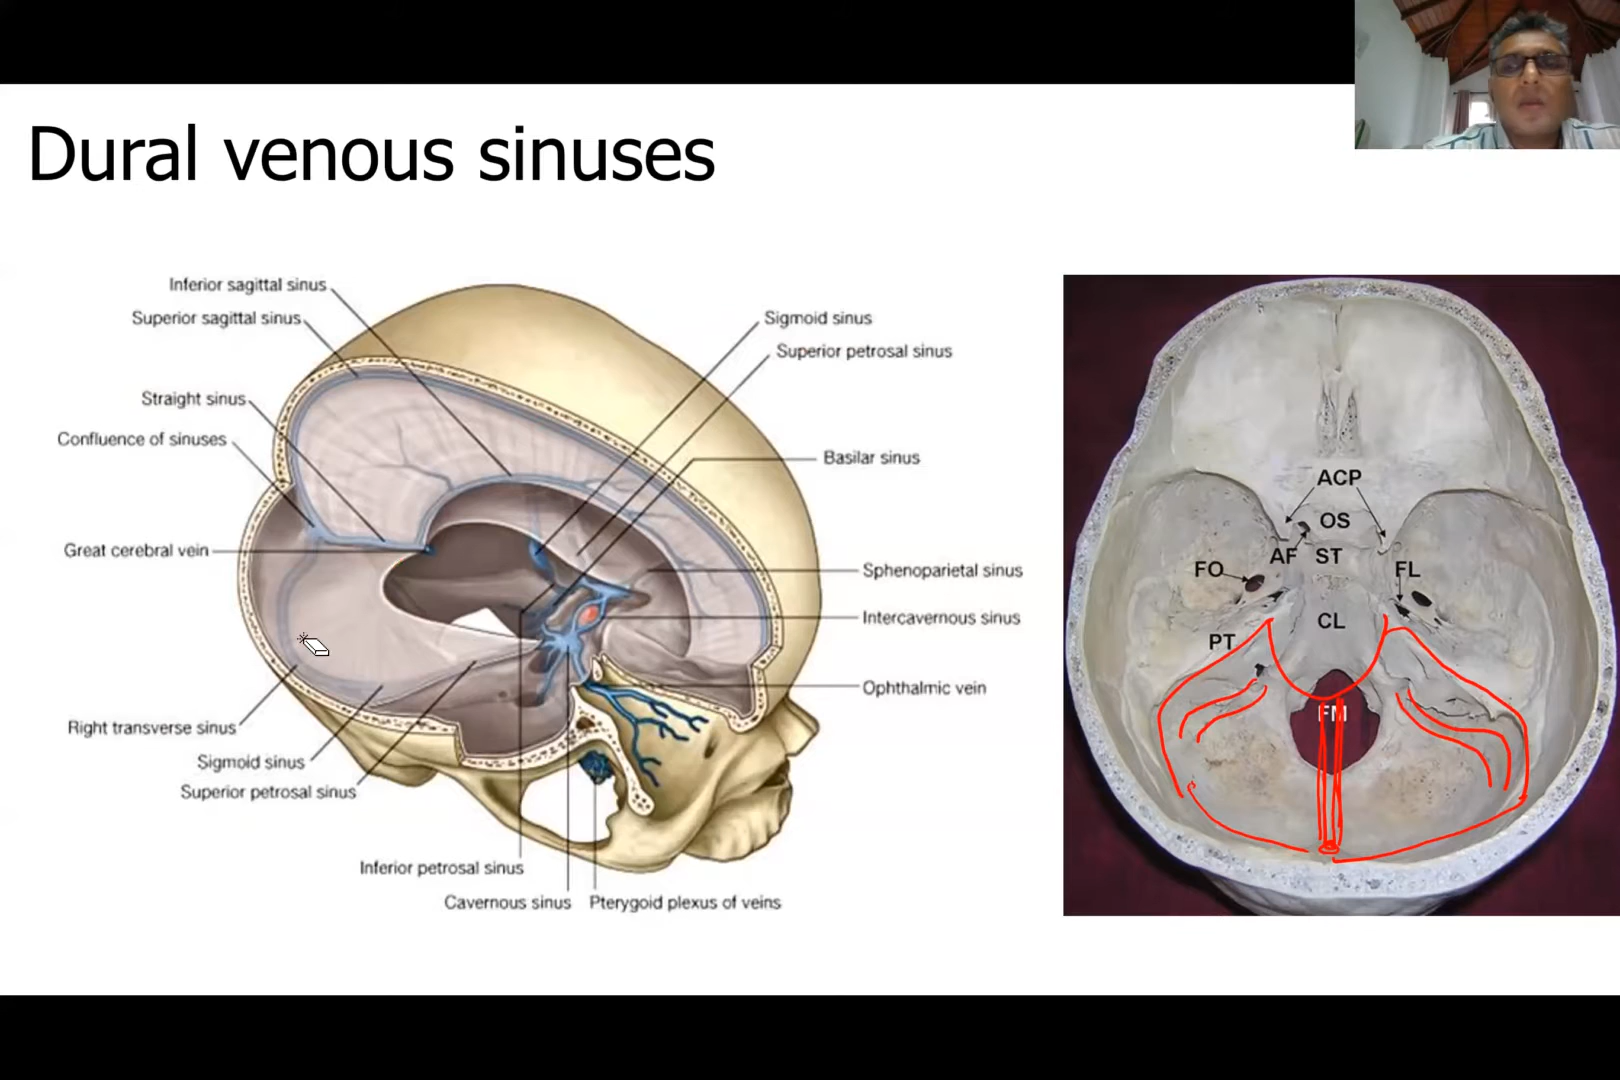 Dural venous sinuses
Inferior sagittal sinus
Superior sagittal sinus
Straight sinus
Confluence of sinuses
Great cerebral vein
Right transverse sinus
Sigmoid sinus
Superior petrosal sinus
Inferior petrosal sinus
Cavernous sinus
Pterygoid plexus of veins
Sigmoid sinus
Superior petrosal sinus
Basilar sinus
Sphenoparietal sinus
Intercavernous sinus
Ophthalmic vein
ACP
OS
AF
ST
FO
FL
CL
PT
FM